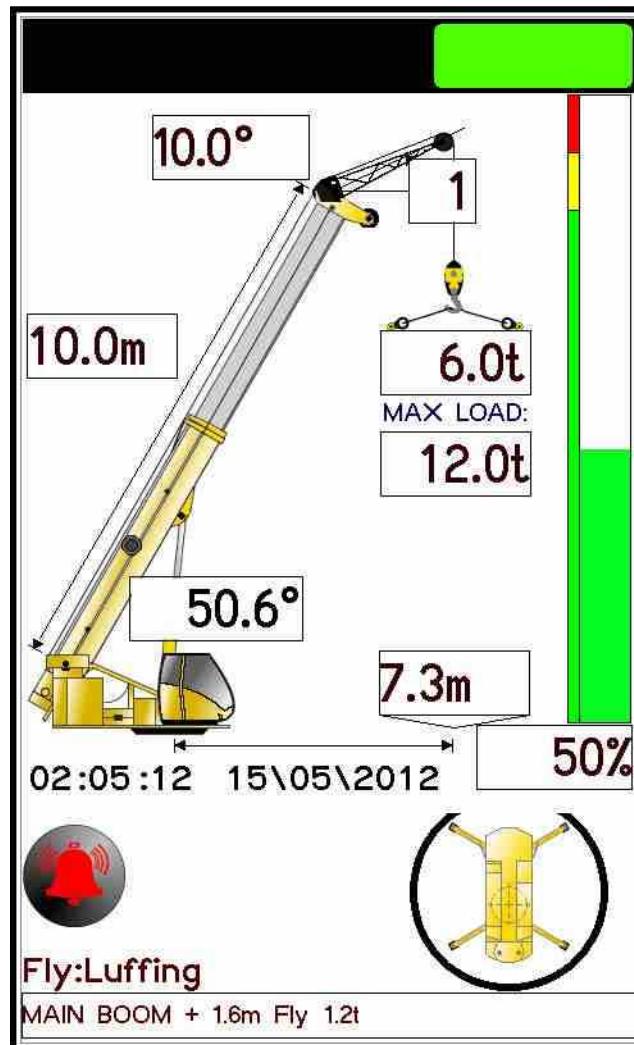 10.0°
1
10.0m
6.0t
MAX LOAD:
12.0t
50.6°
7.3m
50%
02:05:12 15\05\2012
Fly:Luffing
MAIN BOOM + 1.6m Fly 1.2t